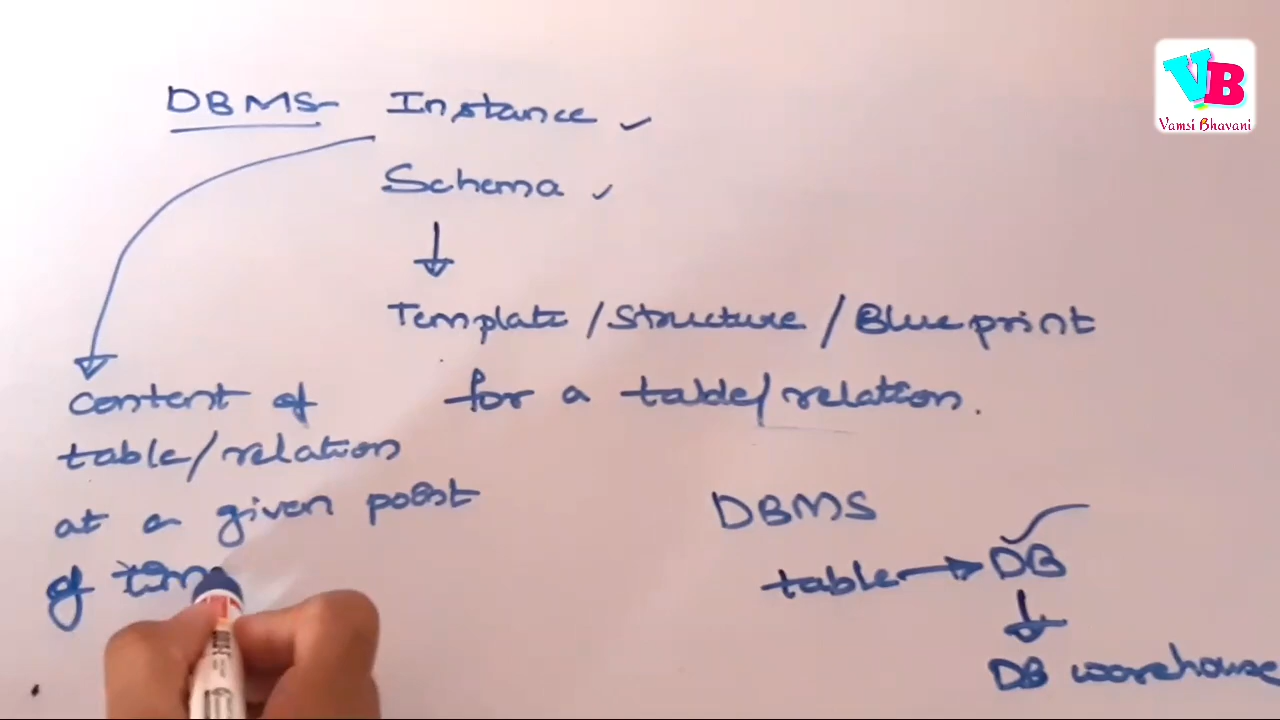 DBMS Instance
Schema
Template/Structure/Blueprint
for a table/relation.
content of
table/relation
at a given point
of tim
DBMS
table DB
DB warehouse
VB
Vamsi Bhavani